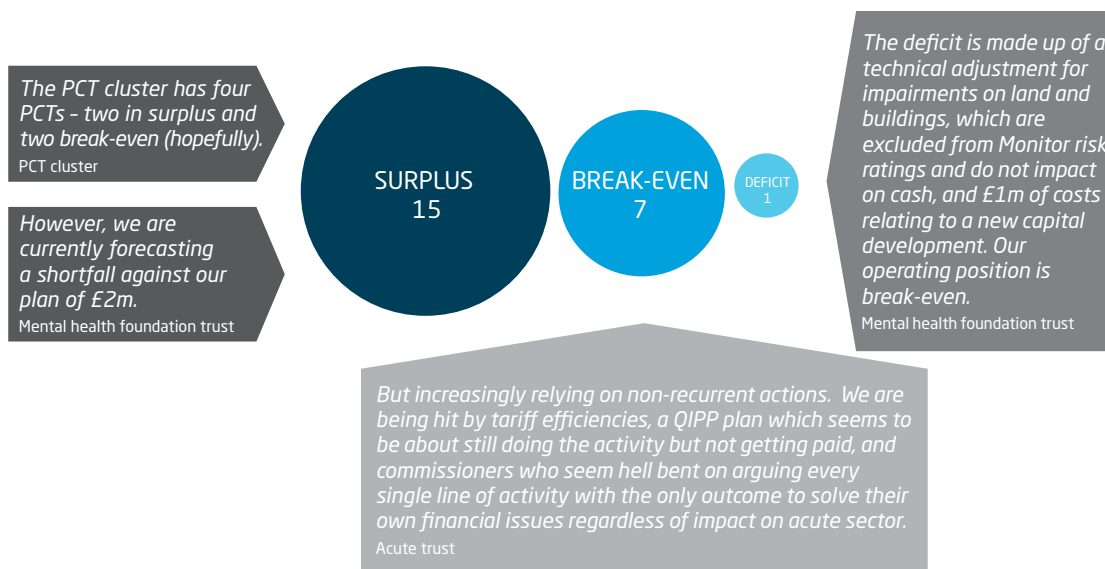 The PCT cluster has four
PCTs – two in surplus and
two break-even (hopefully).
PCT cluster
However, we are
currently forecasting
a shortfall against our
plan of £2m.
Mental health foundation trust
SURPLUS
15
BREAK-EVEN
7
DEFICIT
1
The deficit is made up of a
technical adjustment for
impairments on land and
buildings, which are
excluded from Monitor risk
ratings and do not impact
on cash, and £1m of costs
relating to a new capital
development. Our
operating position is
break-even.
Mental health foundation trust
But increasingly relying on non-recurrent actions. We are
being hit by tariff efficiencies, a QIPP plan which seems to
be about still doing the activity but not getting paid, and
commissioners who seem hell bent on arguing every
single line of activity with the only outcome to solve their
own financial issues regardless of impact on acute sector.
Acute trust